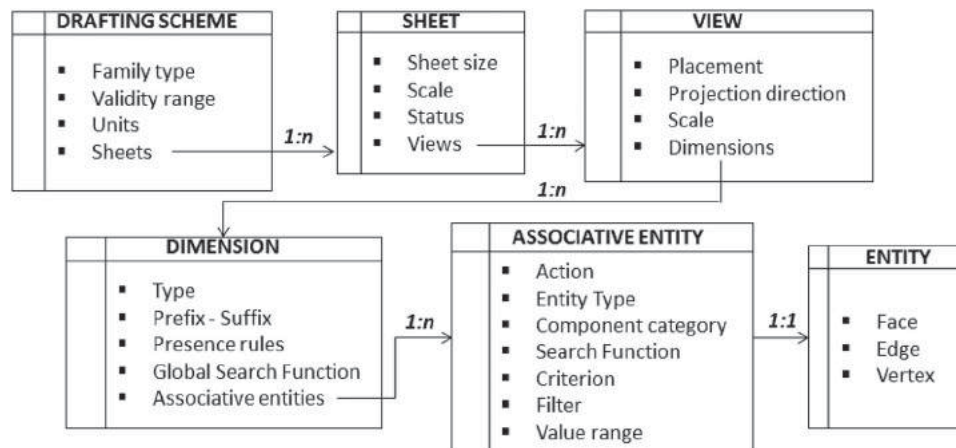 DRAFTING SCHEME
▪ Family type
▪ Validity range
▪ Units
▪ Sheets
1:n
SHEET
▪ Sheet size
▪ Scale
▪ Status
▪ Views
1:n
VIEW
▪ Placement
▪ Projection direction
▪ Scale
▪ Dimensions
1:n
DIMENSION
▪ Type
▪ Prefix - Suffix
▪ Presence rules
▪ Global Search Function
▪ Associative entities
1:n
ASSOCIATIVE ENTITY
▪ Action
▪ Entity Type
▪ Component category
▪ Search Function
▪ Criterion
▪ Filter
▪ Value range
1:1
ENTITY
▪ Face
▪ Edge
▪ Vertex